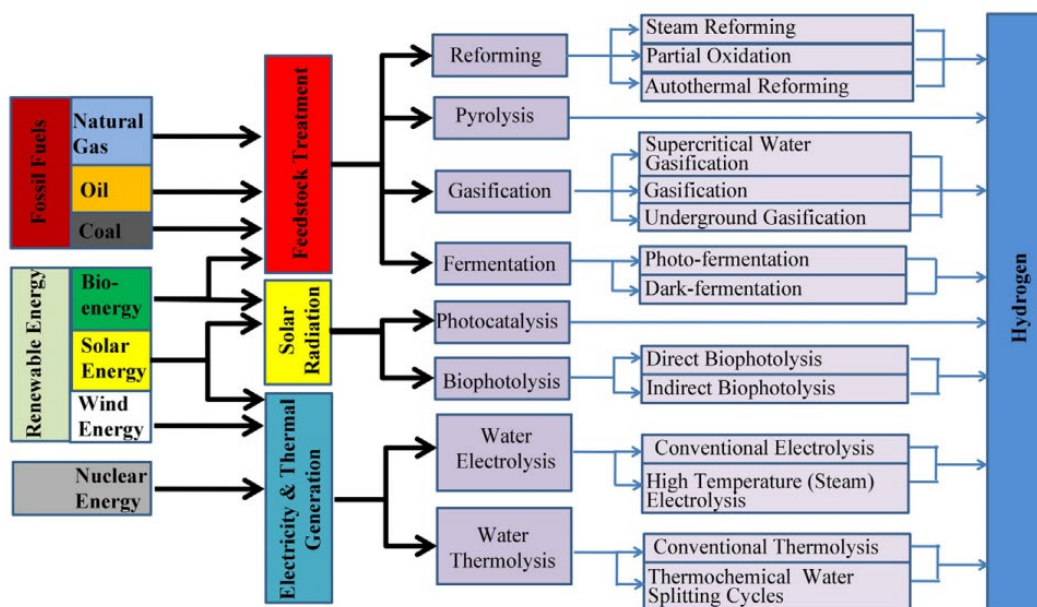 Fossil Fuels
Natural
Gas
Oil
Coal
Renewable Energy
Bio-
energy
Solar
Energy
Wind
Energy
Nuclear
Energy
Feedstock Treatment
Solar
Radiation
Electricity & Thermal
Generation
Reforming
Pyrolysis
Gasification
Fermentation
Photocatalysis
Biophotolysis
Water
Electrolysis
Water
Thermolysis
Steam Reforming
Partial Oxidation
Autothermal Reforming
Supercritical Water
Gasification
Gasification
Underground Gasification
Photo-fermentation
Dark-fermentation
Direct Biophotolysis
Indirect Biophotolysis
Conventional Electrolysis
High Temperature (Steam)
Electrolysis
Conventional Thermolysis
Thermochemical Water
Splitting Cycles
Hydrogen